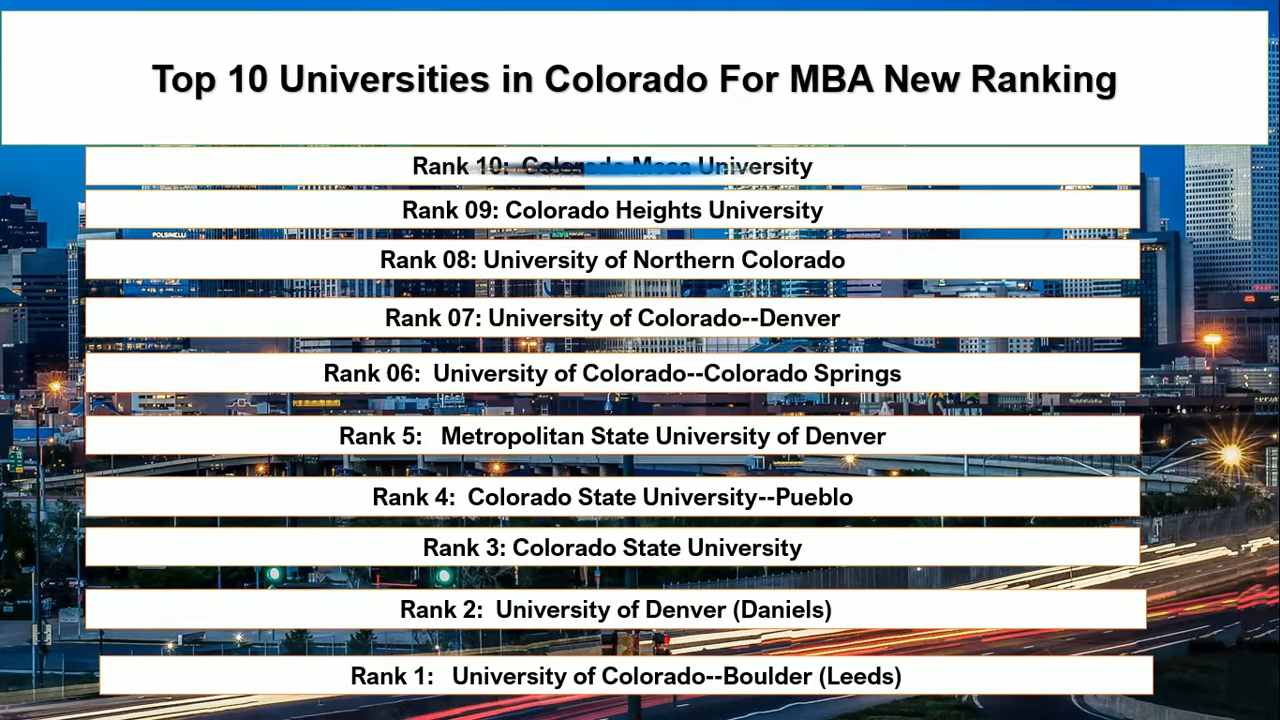 Top 10 Universities in Colorado For MBA New Ranking
Rank 10:  Colorado Mesa University
Rank 09: Colorado Heights University
POLSINELLI
Rank 08: University of Northern Colorado
Rank 07: University of Colorado--Denver
Rank 06:  University of Colorado--Colorado Springs
Rank 5:   Metropolitan State University of Denver
Rank 4:  Colorado State University--Pueblo
Rank 3: Colorado State University
Rank 2:  University of Denver (Daniels)
Rank 1:   University of Colorado--Boulder (Leeds)